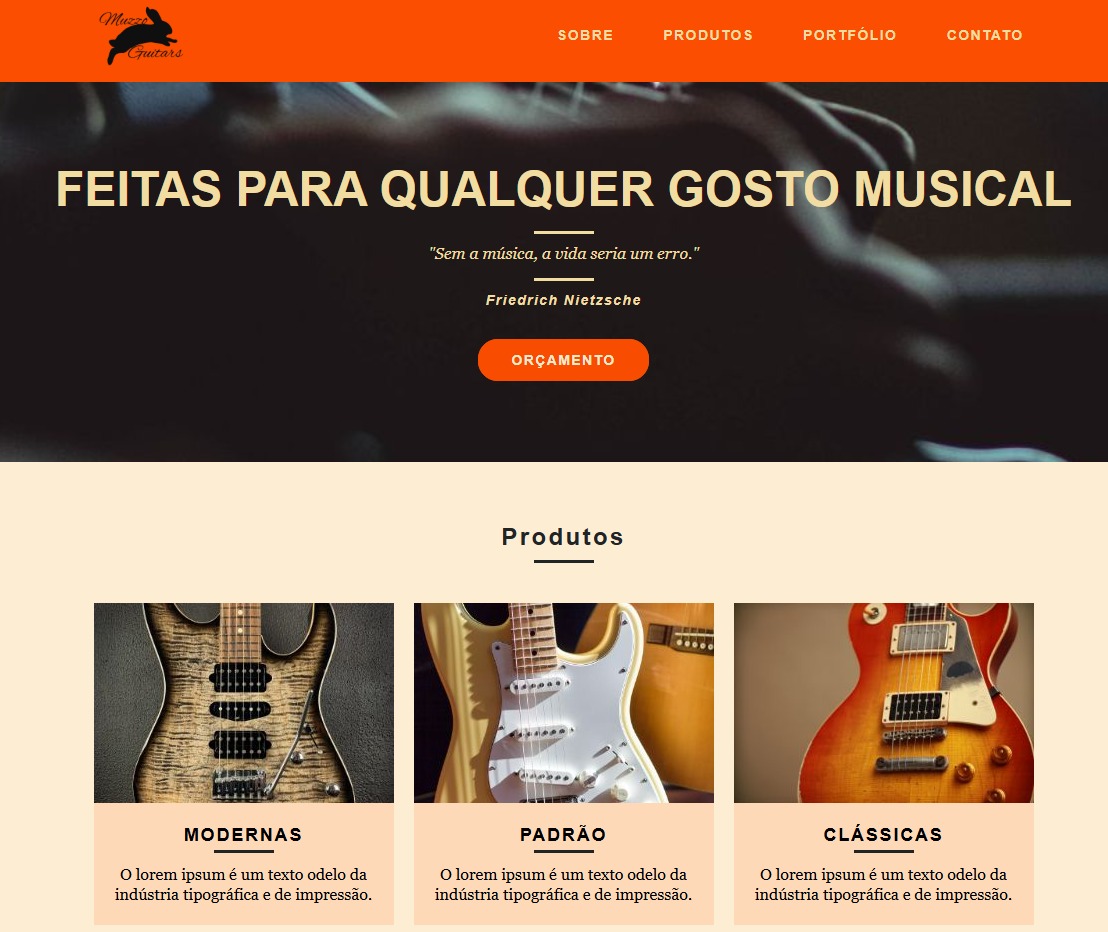 Muzzo
Guitars
SOBRE PRODUTOS PORTFÓLIO CONTATO
FEITAS PARA QUALQUER GOSTO MUSICAL
"Sem a música, a vida seria um erro."
Friedrich Nietzsche
ORÇAMENTO
Produtos
MODERNAS
O lorem ipsum é um texto odelo da
indústria tipográfica e de impressão.
PADRÃO
O lorem ipsum é um texto odelo da
indústria tipográfica e de impressão.
CLÁSSICAS
O lorem ipsum é um texto odelo da
indústria tipográfica e de impressão.